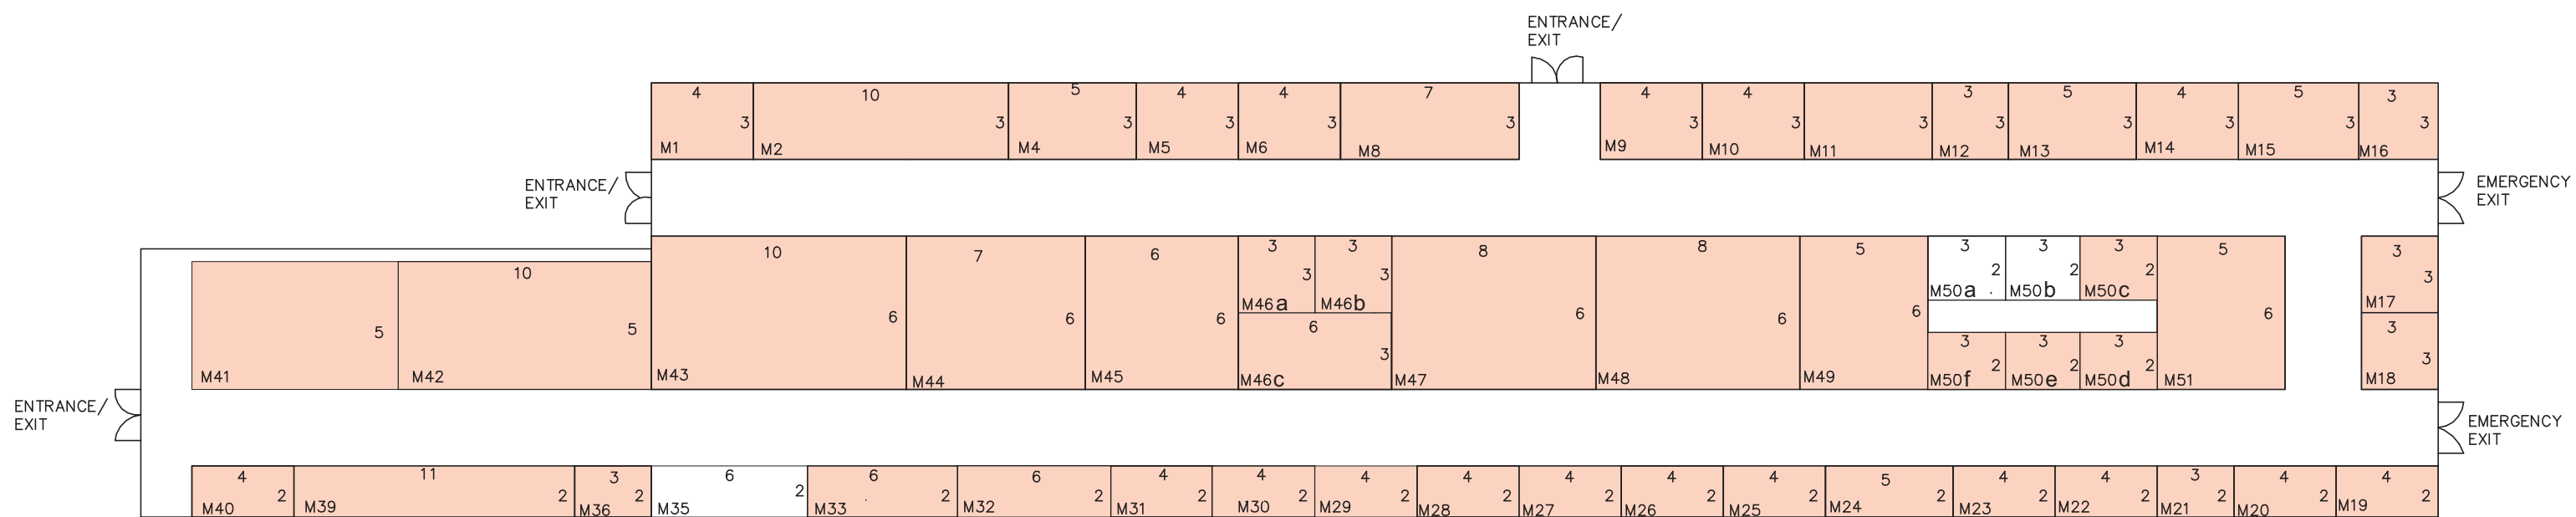 ENTRANCE/
EXIT
4 10 5 4 4 7 4 4 3 5 4 5 3
3 3 3 3 3 3 3 3 3 3 3 3 3 3
M1 M2 M4 M5 M6 M8 M9 M10 M11 M12 M13 M14 M15 M16
ENTRANCE/
EXIT
EMERGENCY
EXIT
10 10 7 6 3 3 8 8 5 3 3 3 5 3
3 3 2 2 2 3
M46a M46b M50a M50b M50c M17
5 5 6 6 6 6 6 6 6 6
6 3 3 3 3 3
3 2 2 2 3
M41 M42 M43 M44 M45 M46c M47 M48 M49 M50f M50e M50d M51 M18
ENTRANCE/
EXIT
EMERGENCY
EXIT
4 11 3 6 6 6 4 4 4 4 4 4 4 5 4 4 3 4 4
2 2 2 2 2 2 2 2 2 2 2 2 2 2 2 2 2 2 2
M40 M39 M36 M35 M33 M32 M31 M30 M29 M28 M27 M26 M25 M24 M23 M22 M21 M20 M19